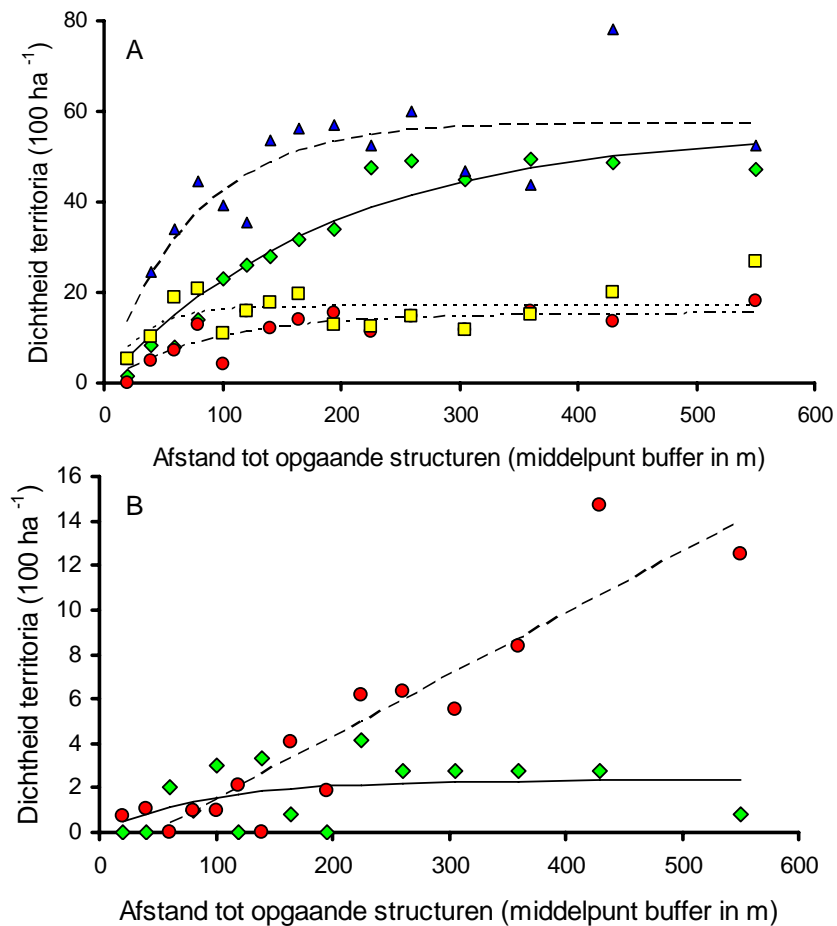 80
A
60
40
20
0
Dichtheid territoria (100 ha⁻¹)
0 100 200 300 400 500 600
Afstand tot opgaande structuren (middelpunt buffer in m)
16
B
14
12
10
8
6
4
2
0
Dichtheid territoria (100 ha⁻¹)
0 100 200 300 400 500 600
Afstand tot opgaande structuren (middelpunt buffer in m)